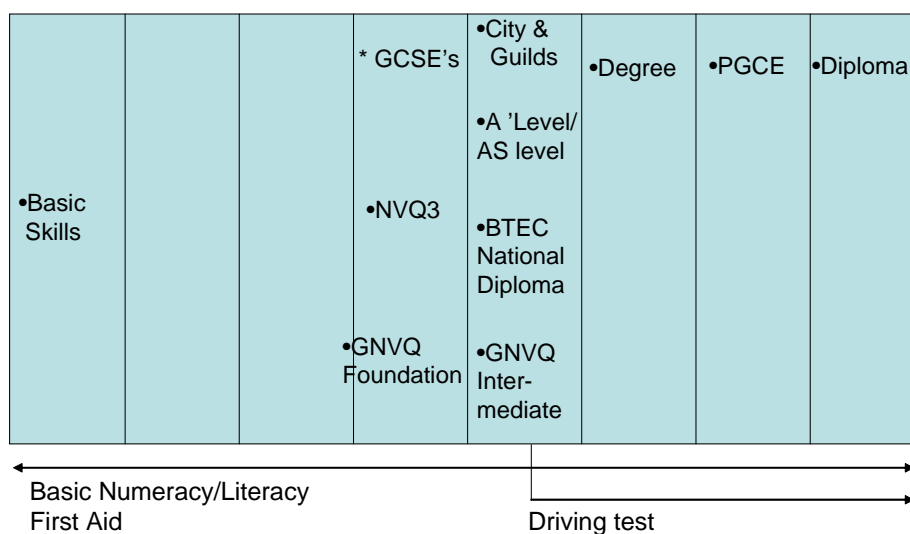 •Basic
Skills
* GCSE's
•NVQ3
•GNVQ
Foundation
•City &
Guilds
•A 'Level/
AS level
•BTEC
National
Diploma
•GNVQ
Inter-
mediate
•Degree
•PGCE
•Diploma
Basic Numeracy/Literacy
First Aid
Driving test